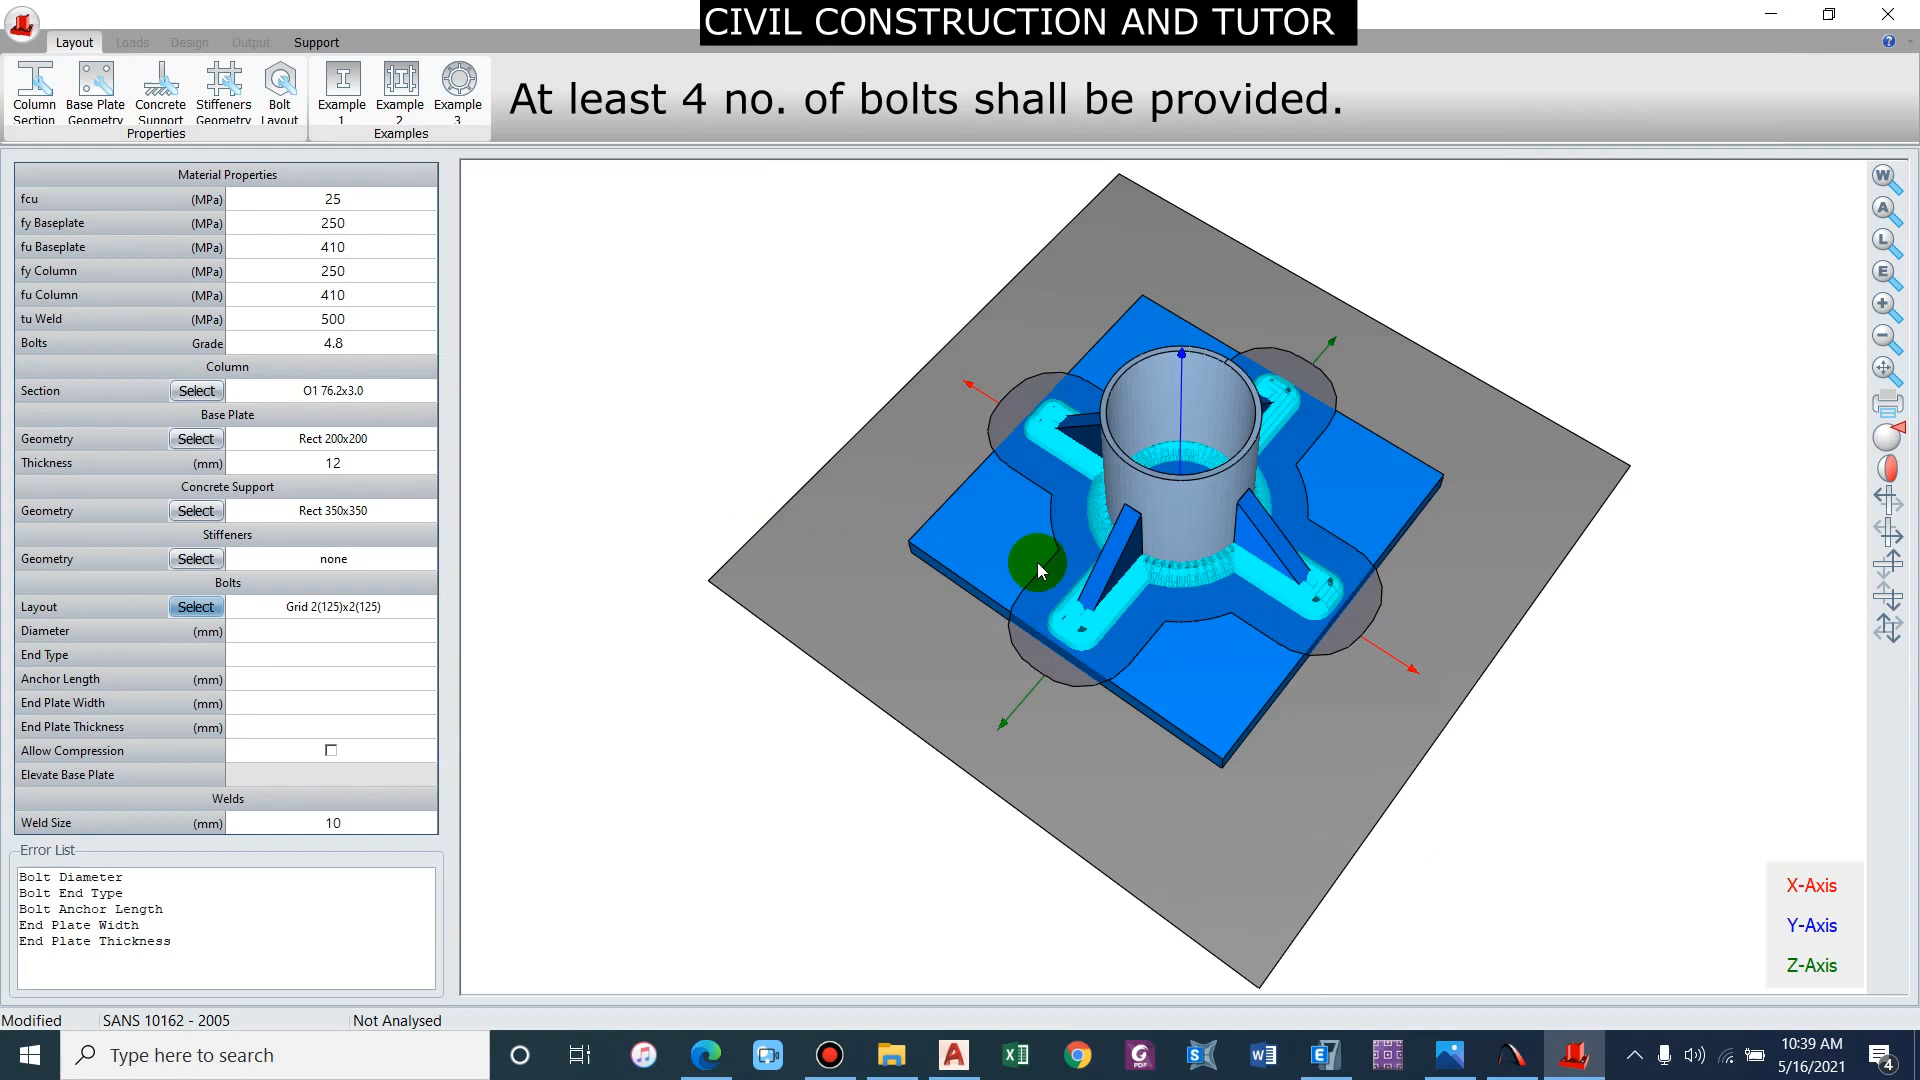 CIVIL CONSTRUCTION AND TUTOR
Layout Loads Design Output Support
Column Section
Base Plate Geometry
Concrete Support
Stiffeners Geometry
Bolt Layout
Properties
Example 1
Example 2
Example 3
Examples
At least 4 no. of bolts shall be provided.
Material Properties
fcu (MPa) 25
fy Baseplate (MPa) 250
fu Baseplate (MPa) 410
fy Column (MPa) 250
fu Column (MPa) 410
tu Weld (MPa) 500
Bolts Grade 4.8
Column
Section Select O1 76.2x3.0
Base Plate
Geometry Select Rect 200x200
Thickness (mm) 12
Concrete Support
Geometry Select Rect 350x350
Stiffeners
Geometry Select none
Bolts
Layout Select Grid 2(125)x2(125)
Diameter (mm)
End Type
Anchor Length (mm)
End Plate Width (mm)
End Plate Thickness (mm)
Allow Compression
Elevate Base Plate
Welds
Weld Size (mm) 10
Error List
Bolt Diameter
Bolt End Type
Bolt Anchor Length
End Plate Width
End Plate Thickness
W
A
L
E
X-Axis
Y-Axis
Z-Axis
Modified SANS 10162 - 2005 Not Analysed
Type here to search
10:39 AM
5/16/2021
4